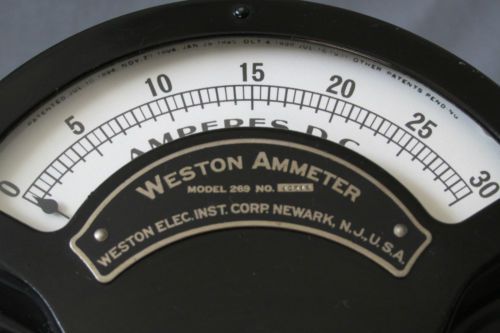 0 5 10 15 20 25 30
AMPERES D.C.
WESTON AMMETER
MODEL 269 NO.
WESTON ELEC. INST. CORP. NEWARK, N.J., U.S.A.